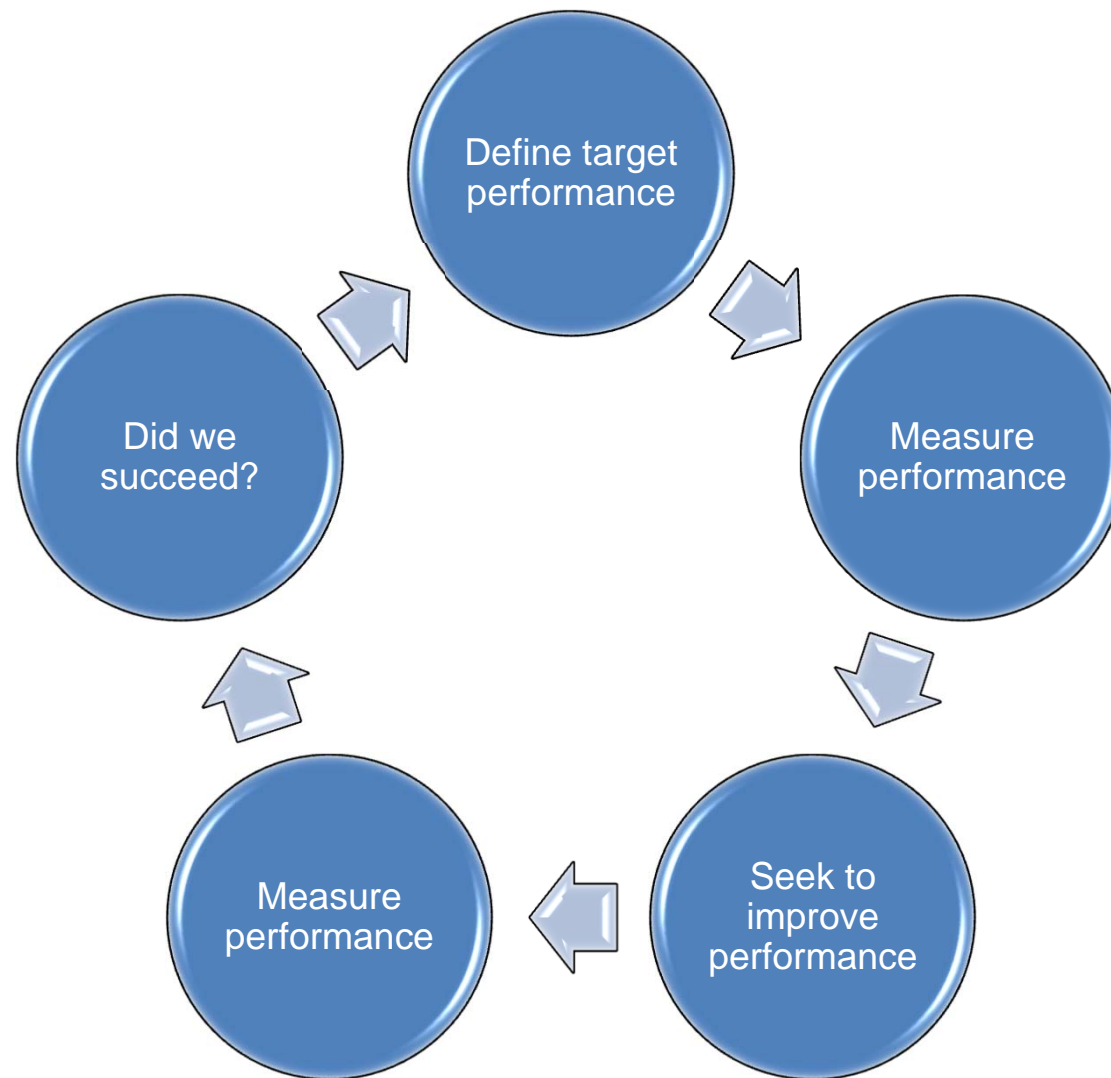 Define target
performance
Measure
performance
Seek to
improve
performance
Measure
performance
Did we
succeed?